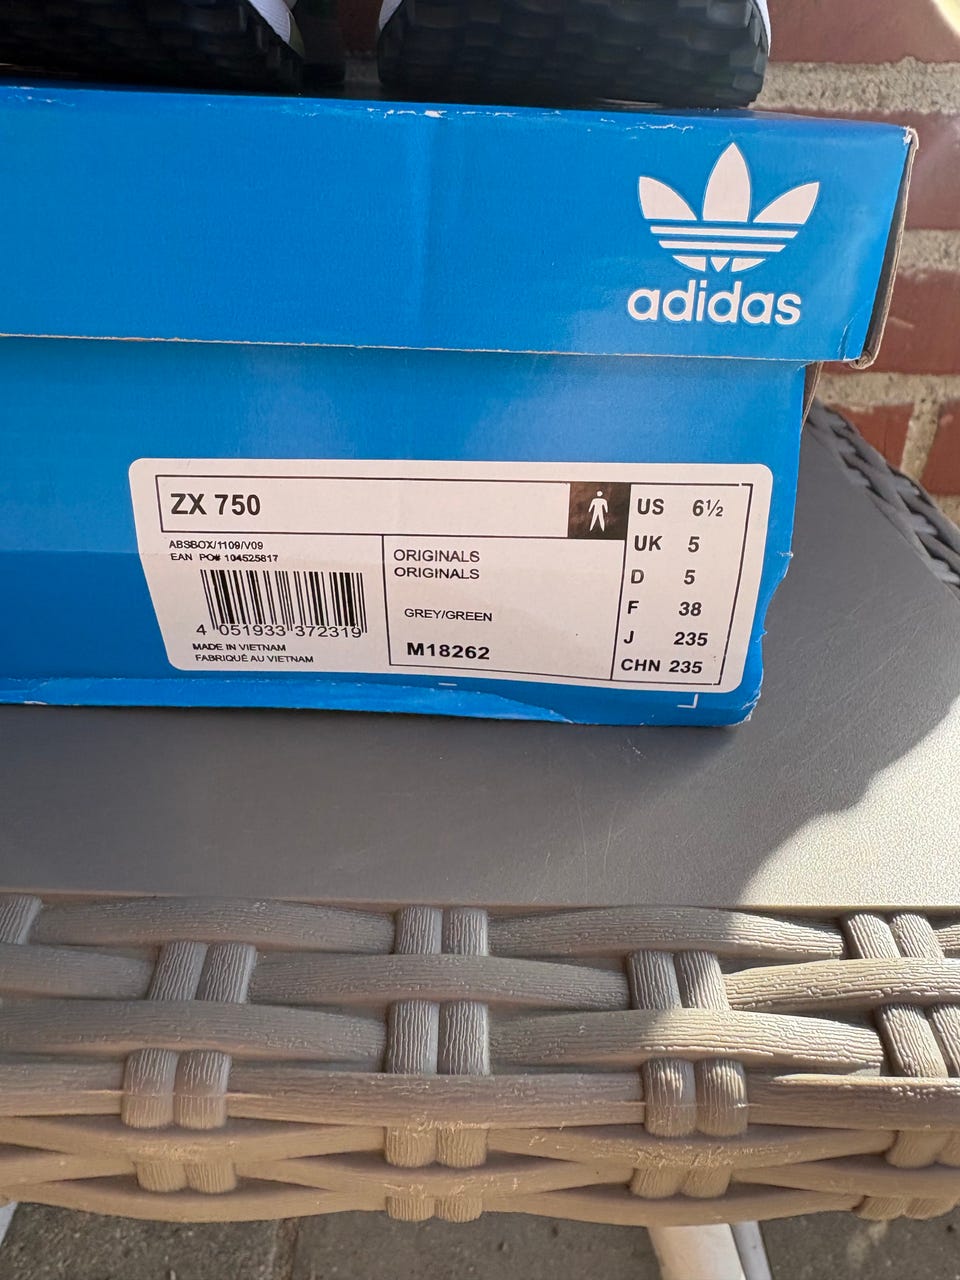 adidas
ZX 750
ABSBOX/1109/V09
EAN PO# 104525817
4 051933 372319
MADE IN VIETNAM
FABRIQUÉ AU VIETNAM
ORIGINALS
ORIGINALS
GREY/GREEN
M18262
US 6½
UK 5
D 5
F 38
J 235
CHN 235